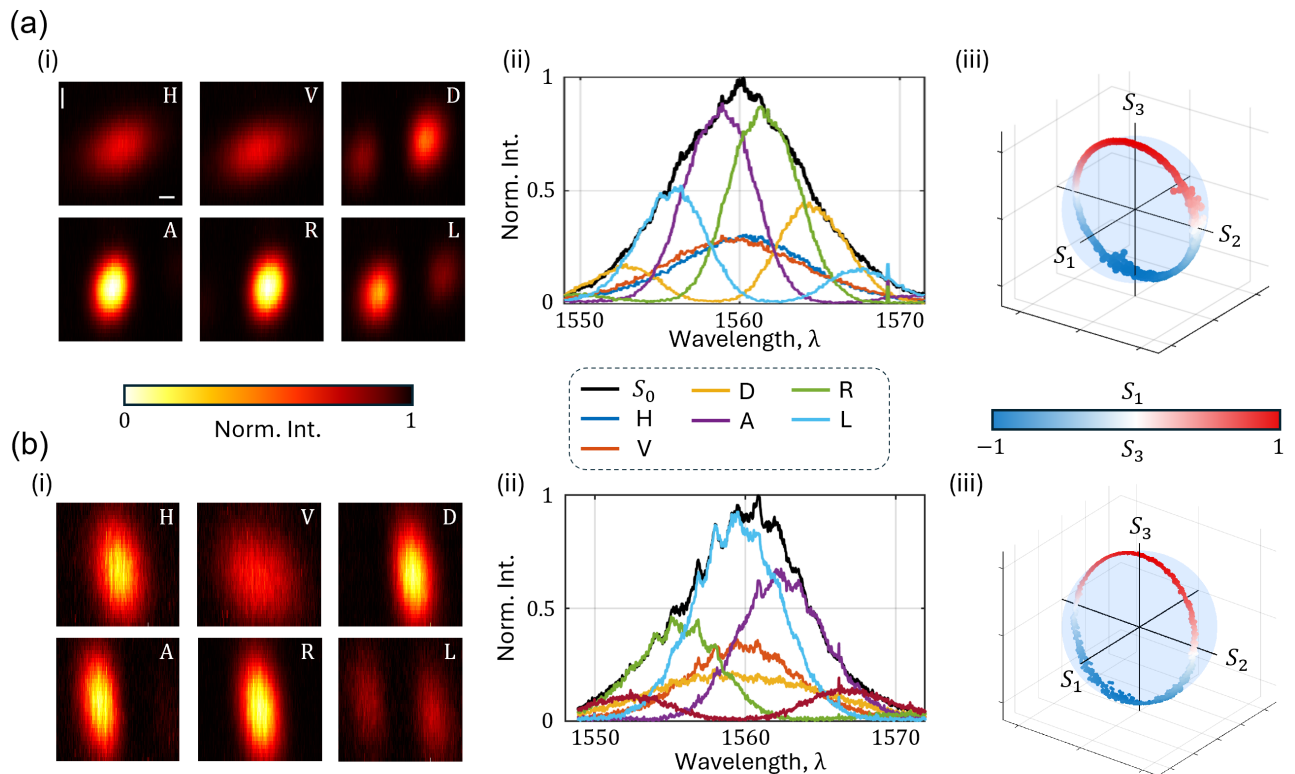 (a)
(i)
H
V
D
A
R
L
0
1
Norm. Int.
(ii)
1
0.5
0
Norm. Int.
1550
1560
1570
Wavelength, λ
(iii)
S₃
S₂
S₁
S₀
D
R
H
A
L
V
S₁
−1
1
S₃
(b)
(i)
H
V
D
A
R
L
(ii)
1
0.5
0
Norm. Int.
1550
1560
1570
Wavelength, λ
(iii)
S₃
S₂
S₁